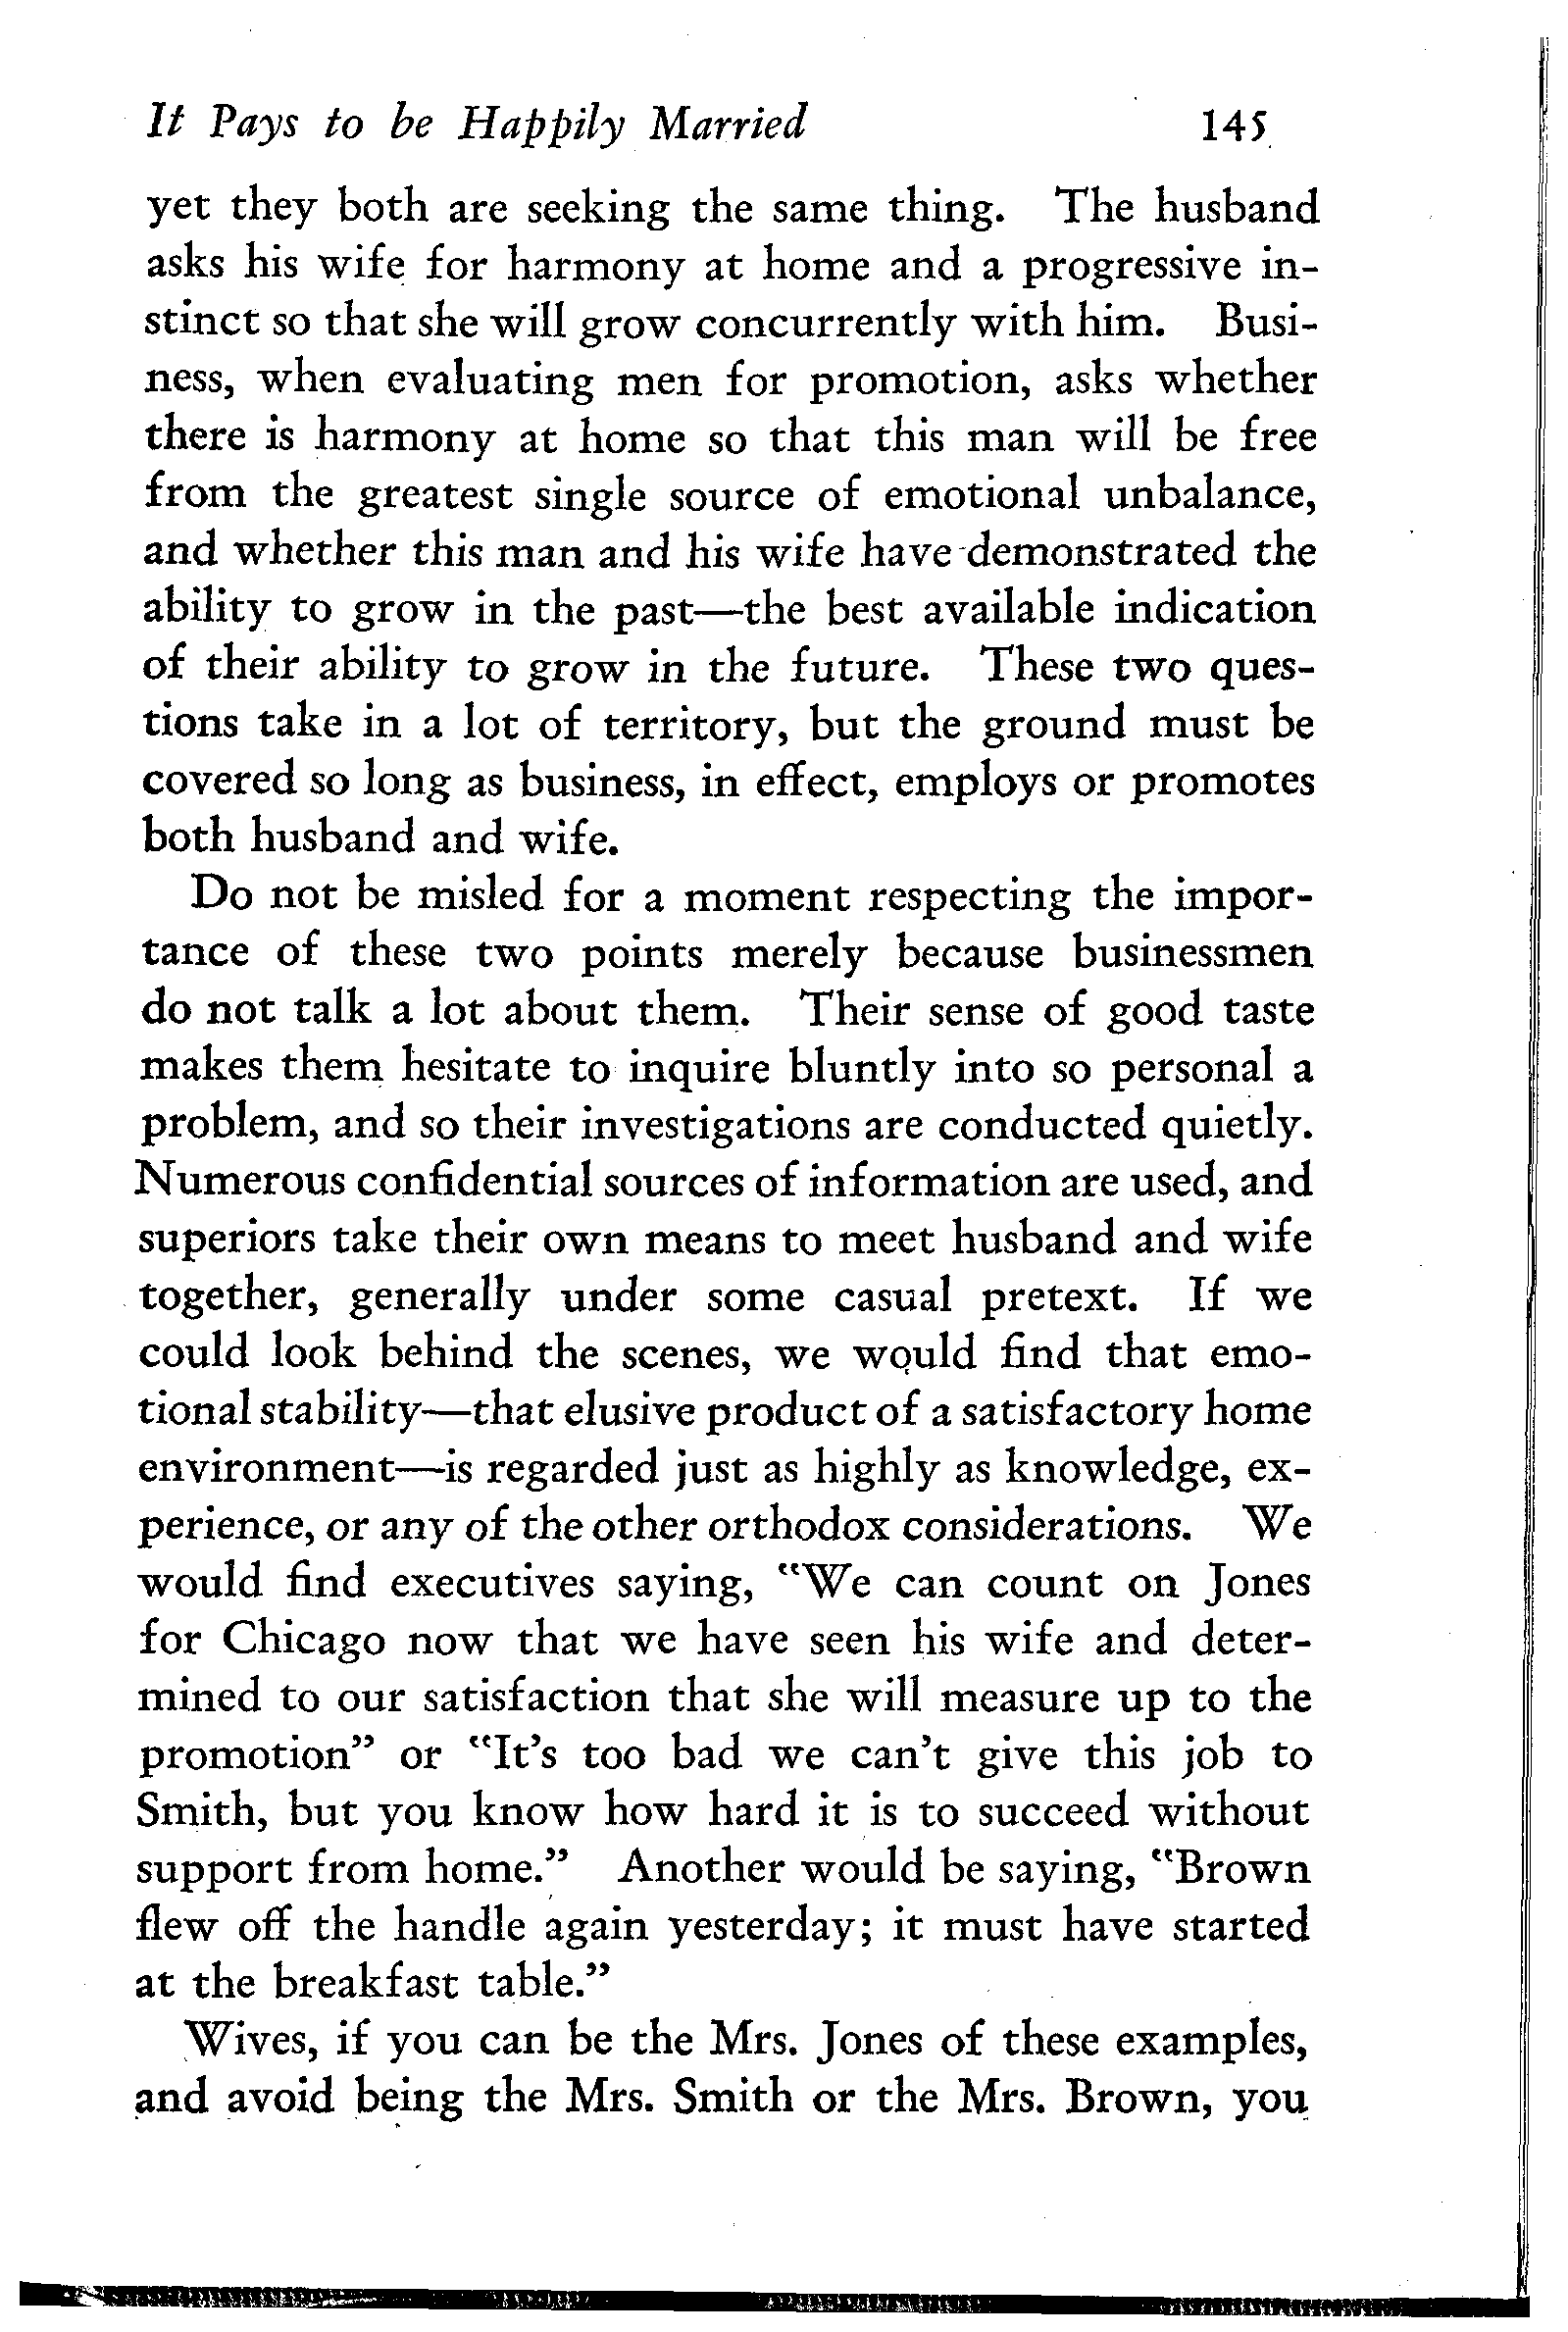 It Pays to be Happily Married 145
yet they both are seeking the same thing. The husband
asks his wife for harmony at home and a progressive in-
stinct so that she will grow concurrently with him. Busi-
ness, when evaluating men for promotion, asks whether
there is harmony at home so that this man will be free
from the greatest single source of emotional unbalance,
and whether this man and his wife have demonstrated the
ability to grow in the past—the best available indication
of their ability to grow in the future. These two ques-
tions take in a lot of territory, but the ground must be
covered so long as business, in effect, employs or promotes
both husband and wife.
Do not be misled for a moment respecting the impor-
tance of these two points merely because businessmen
do not talk a lot about them. Their sense of good taste
makes them hesitate to inquire bluntly into so personal a
problem, and so their investigations are conducted quietly.
Numerous confidential sources of information are used, and
superiors take their own means to meet husband and wife
together, generally under some casual pretext. If we
could look behind the scenes, we would find that emo-
tional stability—that elusive product of a satisfactory home
environment—is regarded just as highly as knowledge, ex-
perience, or any of the other orthodox considerations. We
would find executives saying, "We can count on Jones
for Chicago now that we have seen his wife and deter-
mined to our satisfaction that she will measure up to the
promotion" or "It's too bad we can't give this job to
Smith, but you know how hard it is to succeed without
support from home." Another would be saying, "Brown
flew off the handle again yesterday; it must have started
at the breakfast table."
Wives, if you can be the Mrs. Jones of these examples,
and avoid being the Mrs. Smith or the Mrs. Brown, you